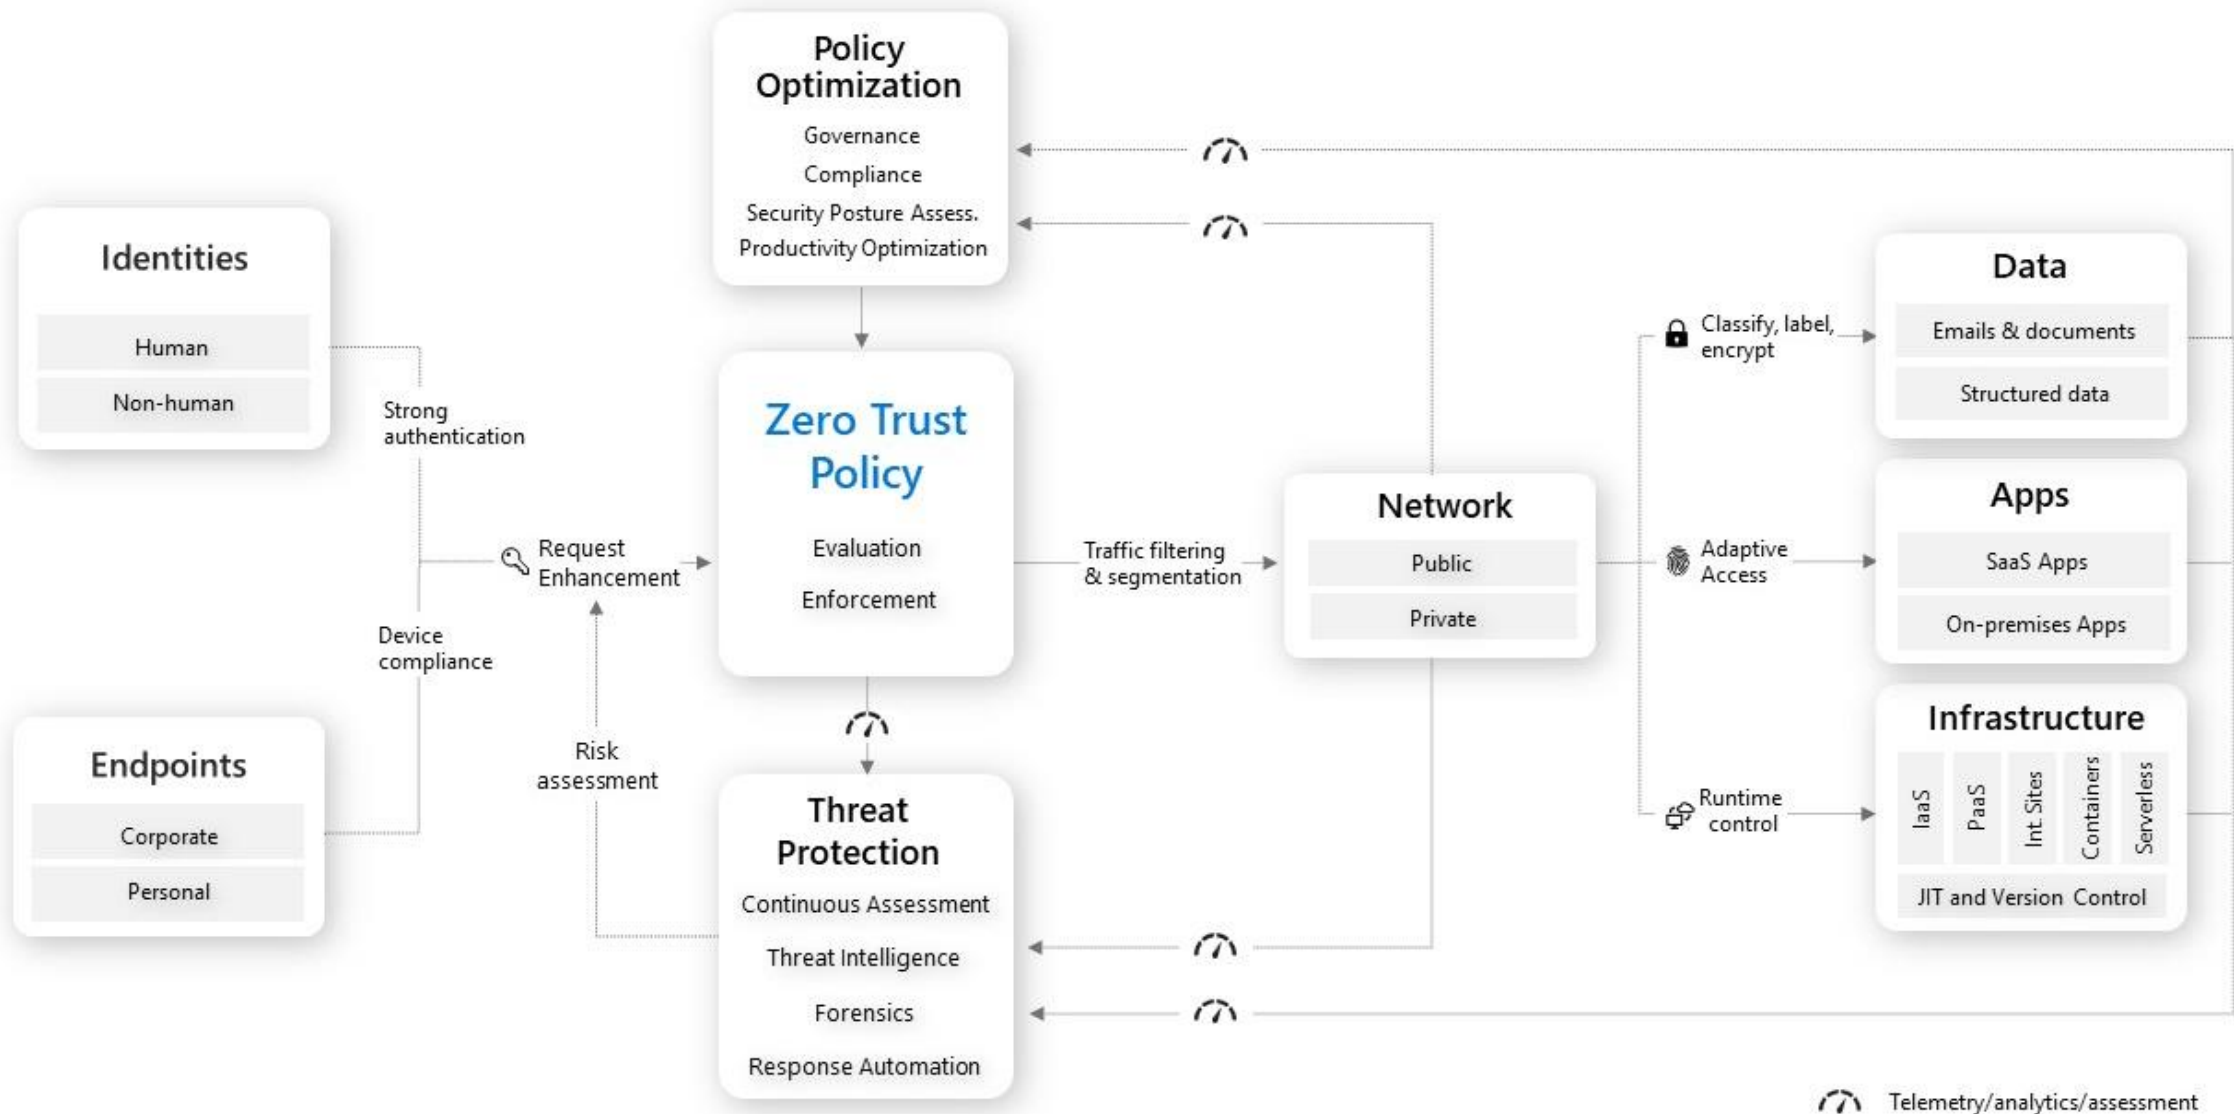 Policy
Optimization
Governance
Compliance
Security Posture Assess.
Productivity Optimization
Identities
Human
Non-human
Strong
authentication
Device
compliance
Endpoints
Corporate
Personal
Request
Enhancement
Risk
assessment
Zero Trust
Policy
Evaluation
Enforcement
Threat
Protection
Continuous Assessment
Threat Intelligence
Forensics
Response Automation
Traffic filtering
& segmentation
Network
Public
Private
Classify, label,
encrypt
Adaptive
Access
Runtime
control
Data
Emails & documents
Structured data
Apps
SaaS Apps
On-premises Apps
Infrastructure
IaaS
PaaS
Int. Sites
Containers
Serverless
JIT and Version Control
Telemetry/analytics/assessment